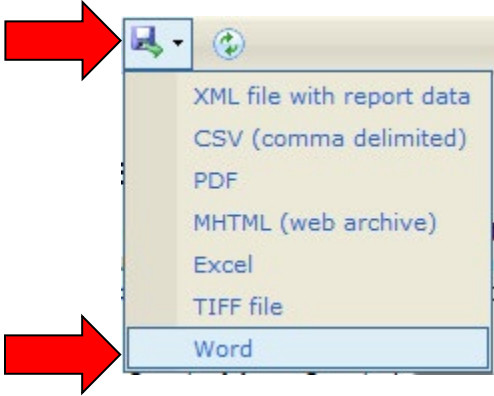 XML file with report data
CSV (comma delimited)
PDF
MHTML (web archive)
Excel
TIFF file
Word